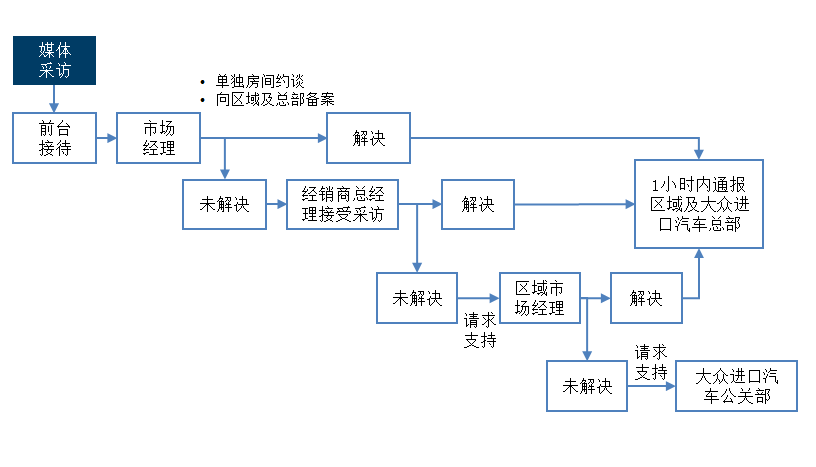 媒体
采访
• 单独房间约谈
• 向区域及总部备案
前台
接待
市场
经理
解决
未解决
经销商总经
理接受采访
解决
1小时内通报
区域及大众进
口汽车总部
未解决
请求
支持
区域市
场经理
解决
未解决
请求
支持
大众进口汽
车公关部